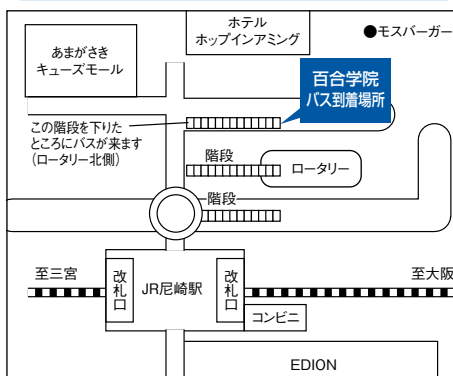 ホテル
ホップインアミング
●モスバーガー
あまがさき
キューズモール
百合学院
バス到着場所
この階段を下りた
ところにバスが来ます
（ロータリー北側）
階段
ロータリー
階段
至三宮
改札口
JR尼崎駅
改札口
至大阪
コンビニ
EDION